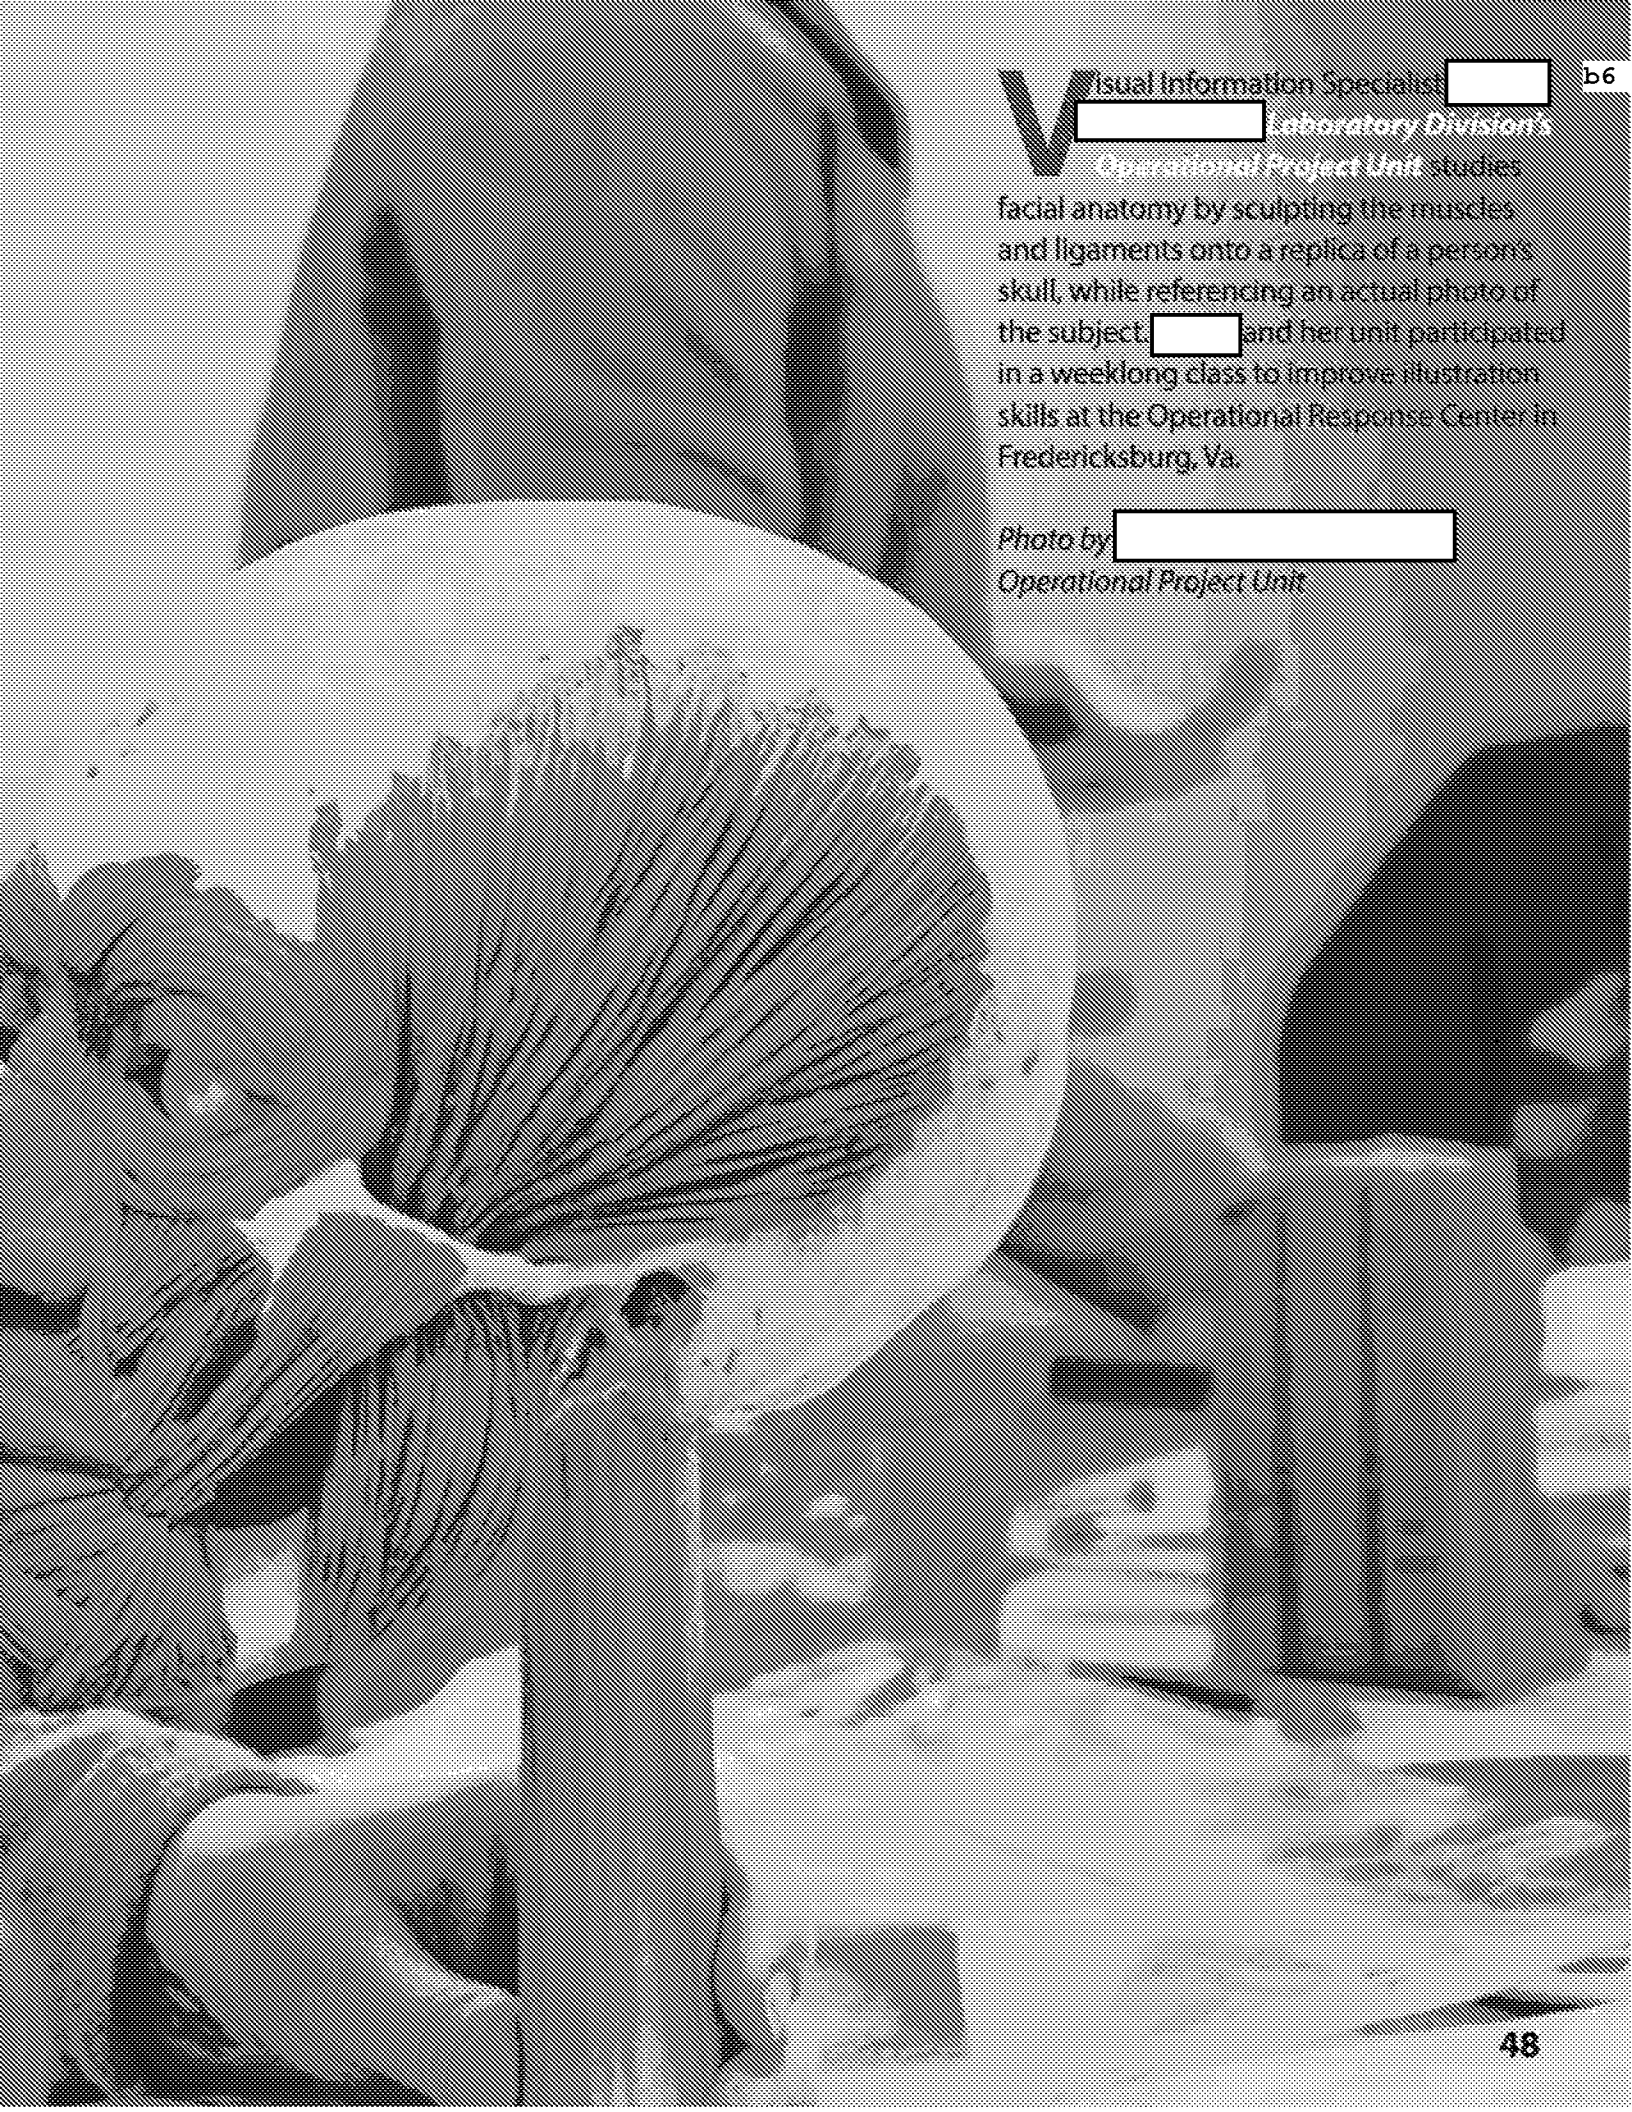 Visual Information Specialist b6
Laboratory Division's
Operational Project Unit studies
facial anatomy by sculpting the muscles
and ligaments onto a replica of a person's
skull, while referencing an actual photo of
the subject. and her unit participated
in a weeklong class to improve illustration
skills at the Operational Response Center in
Fredericksburg, Va.
Photo by
Operational Project Unit
48